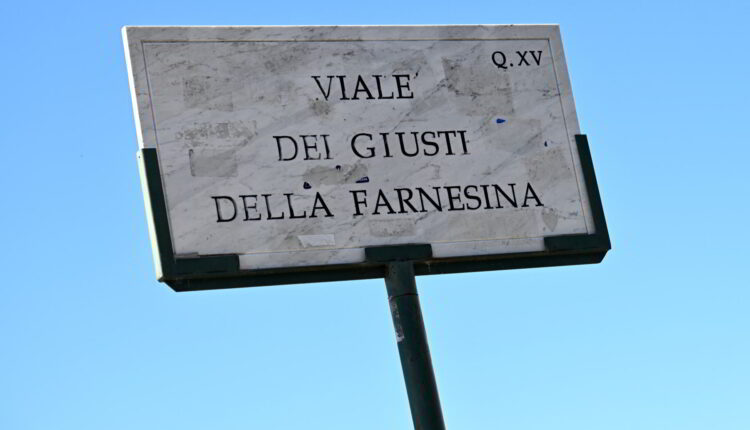 Q.XV
VIALE
DEI GIUSTI
DELLA FARNESINA